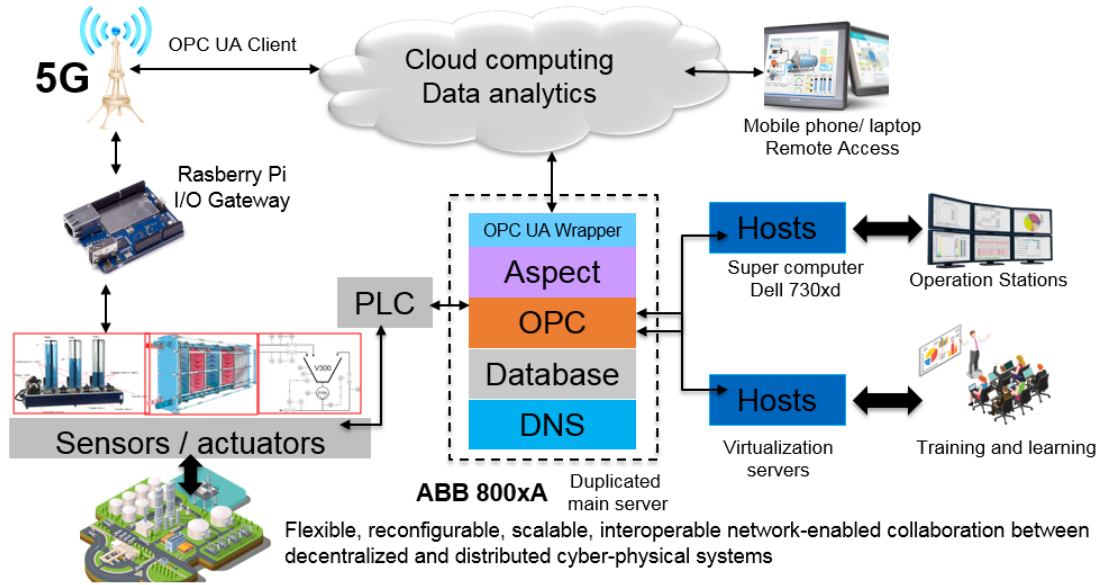 OPC UA Client
5G
Cloud computing
Data analytics
Mobile phone/ laptop
Remote Access
Rasberry Pi
I/O Gateway
OPC UA Wrapper
Aspect
OPC
Database
DNS
PLC
Hosts
Super computer
Dell 730xd
Operation Stations
V300
Sensors / actuators
Hosts
Virtualization
servers
Training and learning
ABB 800xA
Duplicated
main server
Flexible, reconfigurable, scalable, interoperable network-enabled collaboration between
decentralized and distributed cyber-physical systems